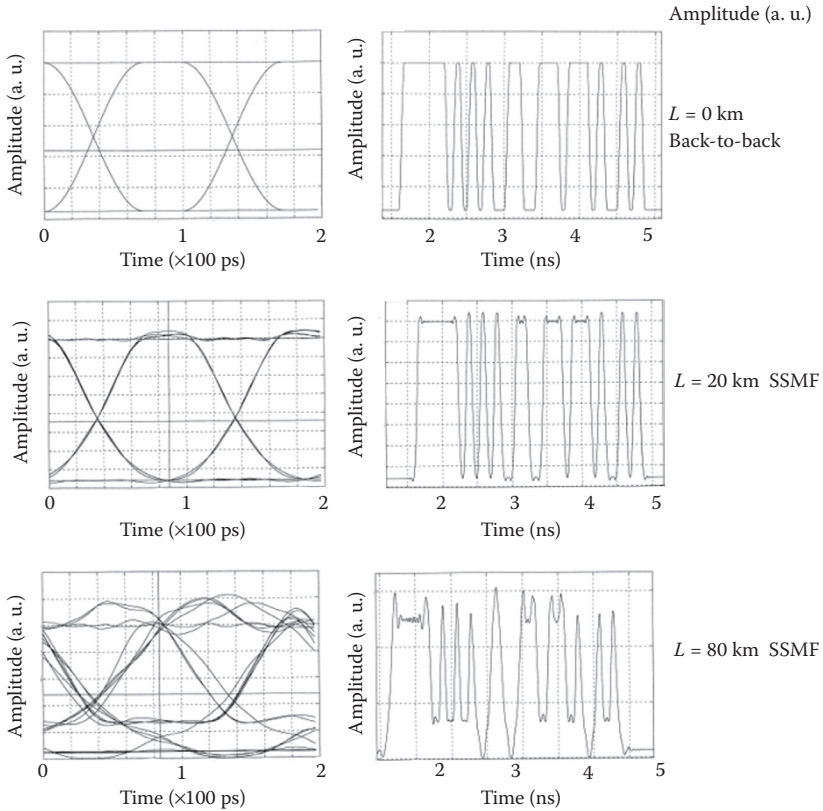 Amplitude (a. u.)
Amplitude (a. u.)
0
1
2
Time (×100 ps)
Amplitude (a. u.)
2
3
4
5
Time (ns)
L = 0 km
Back-to-back
Amplitude (a. u.)
0
1
2
Time (×100 ps)
Amplitude (a. u.)
2
3
4
5
Time (ns)
L = 20 km SSMF
Amplitude (a. u.)
0
1
2
Time (×100 ps)
Amplitude (a. u.)
2
3
4
5
Time (ns)
L = 80 km SSMF